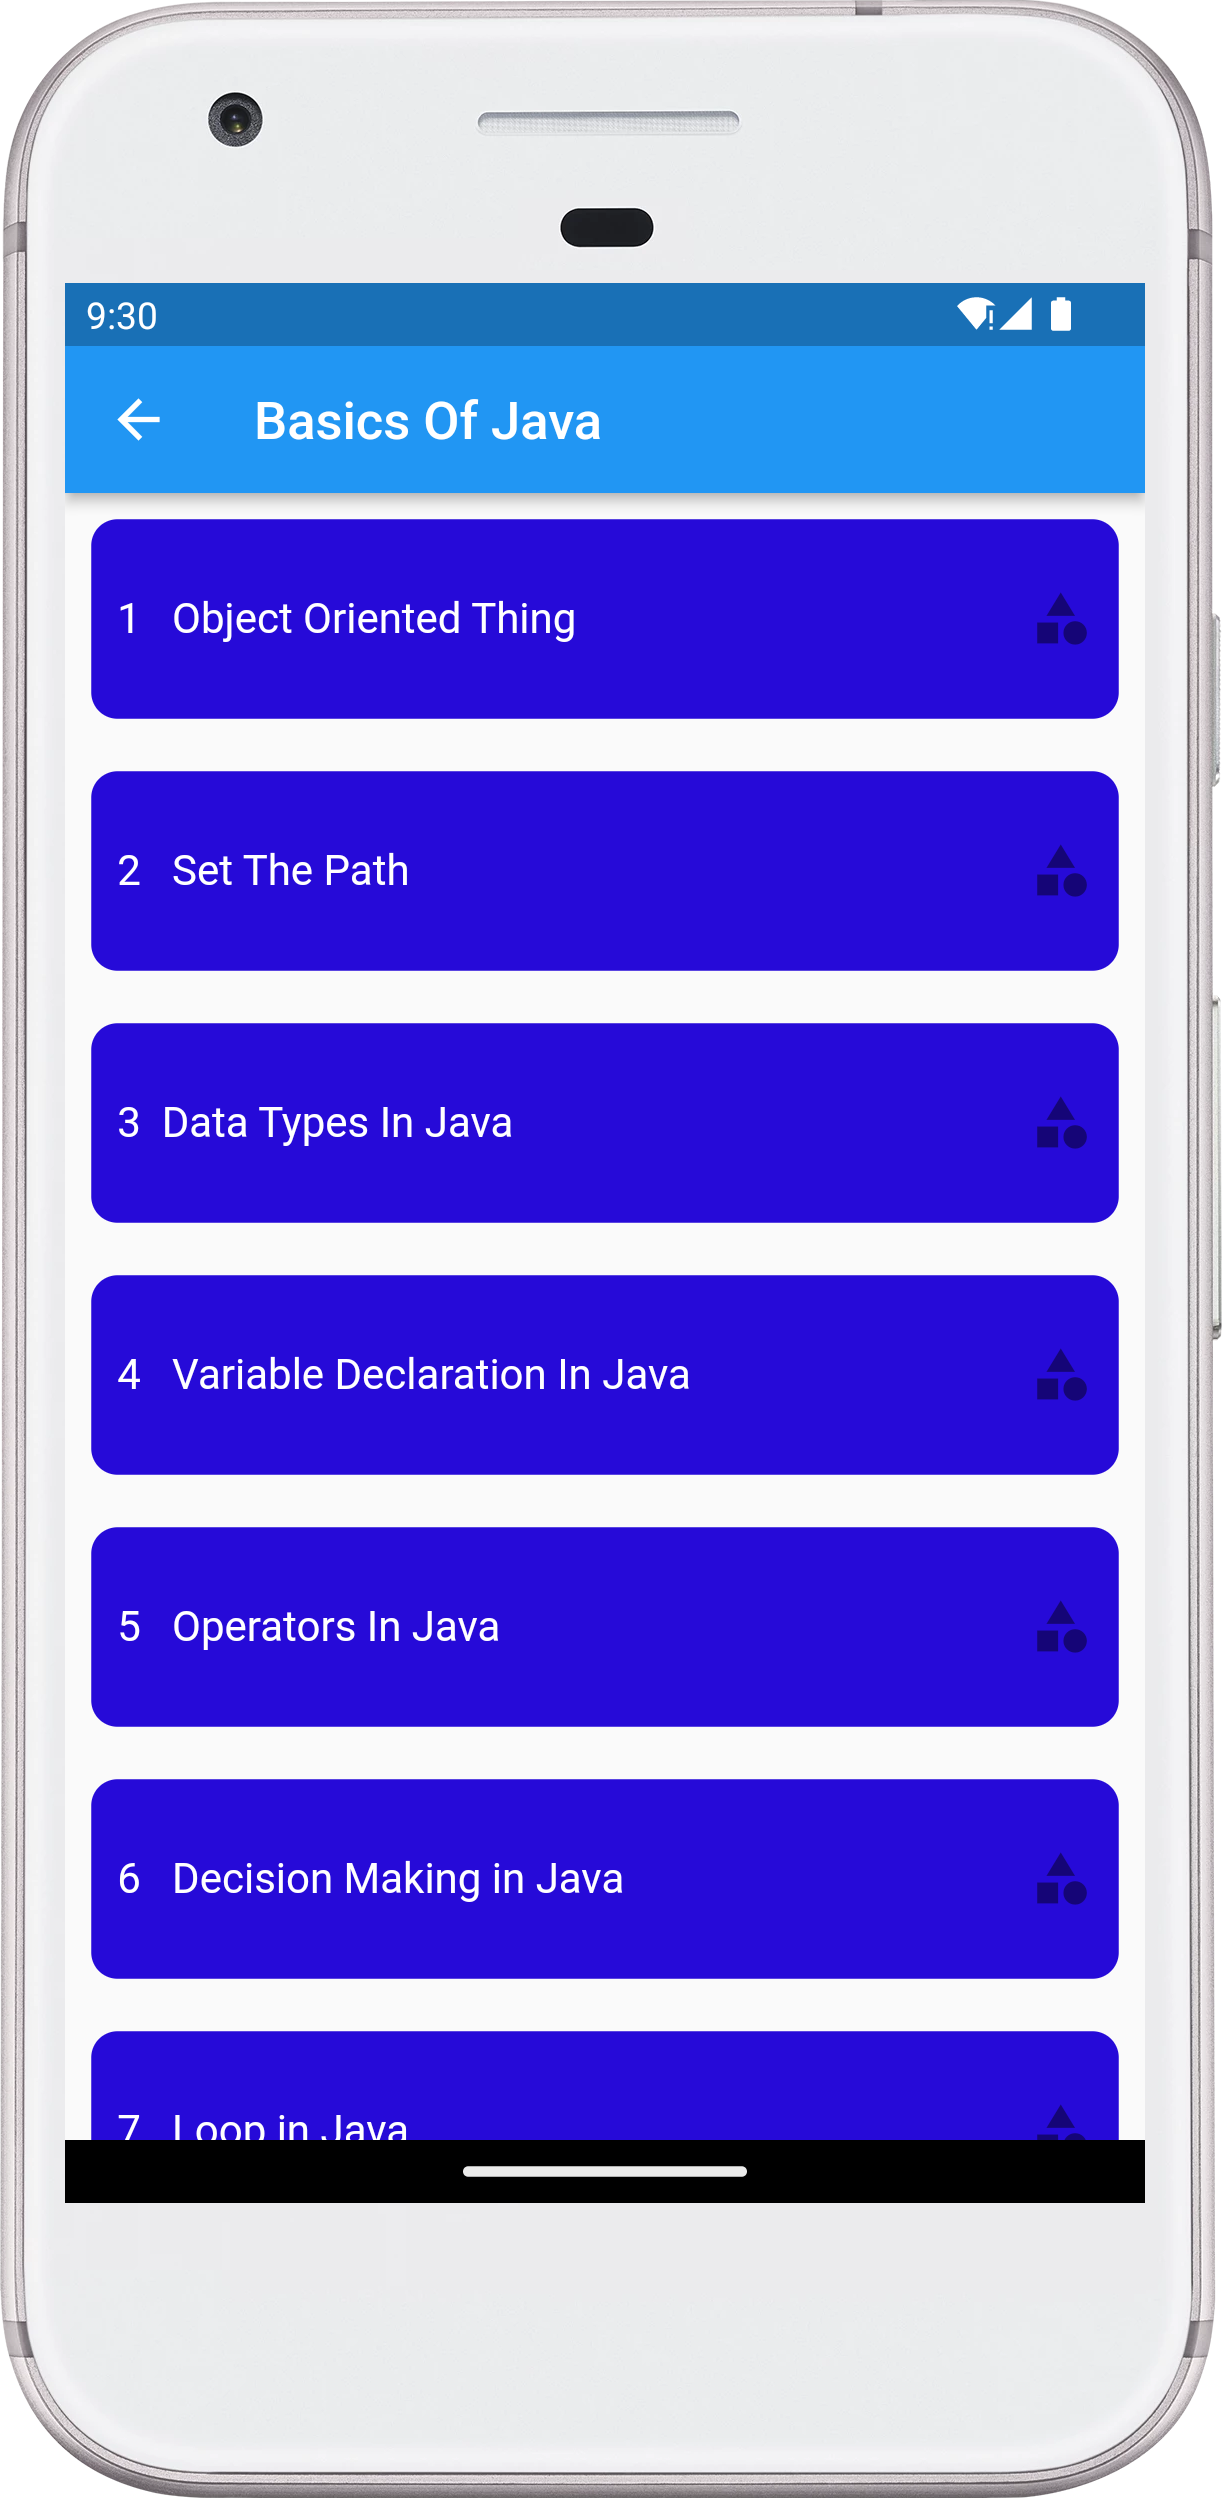 9:30
Basics Of Java
1 Object Oriented Thing
2 Set The Path
3 Data Types In Java
4 Variable Declaration In Java
5 Operators In Java
6 Decision Making in Java
7 Loop in Java